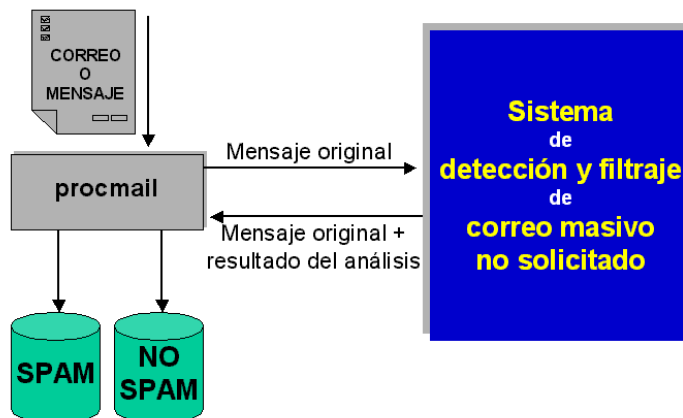 CORREO
O
MENSAJE
procmail
Mensaje original
Mensaje original +
resultado del análisis
Sistema
de
detección y filtraje
de
correo masivo
no solicitado
SPAM
NO
SPAM